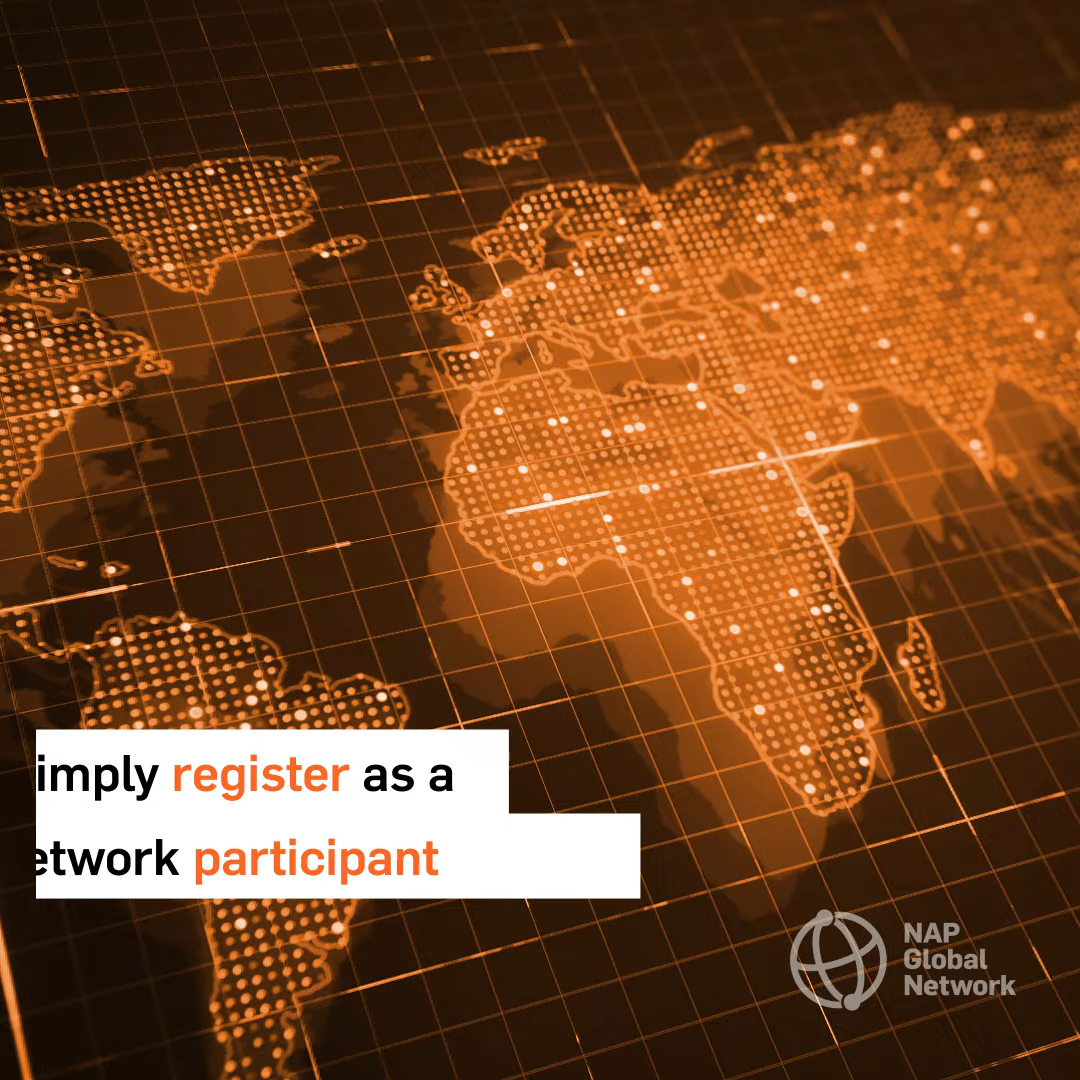 imply register as a
etwork participant
NAP
Global
Network